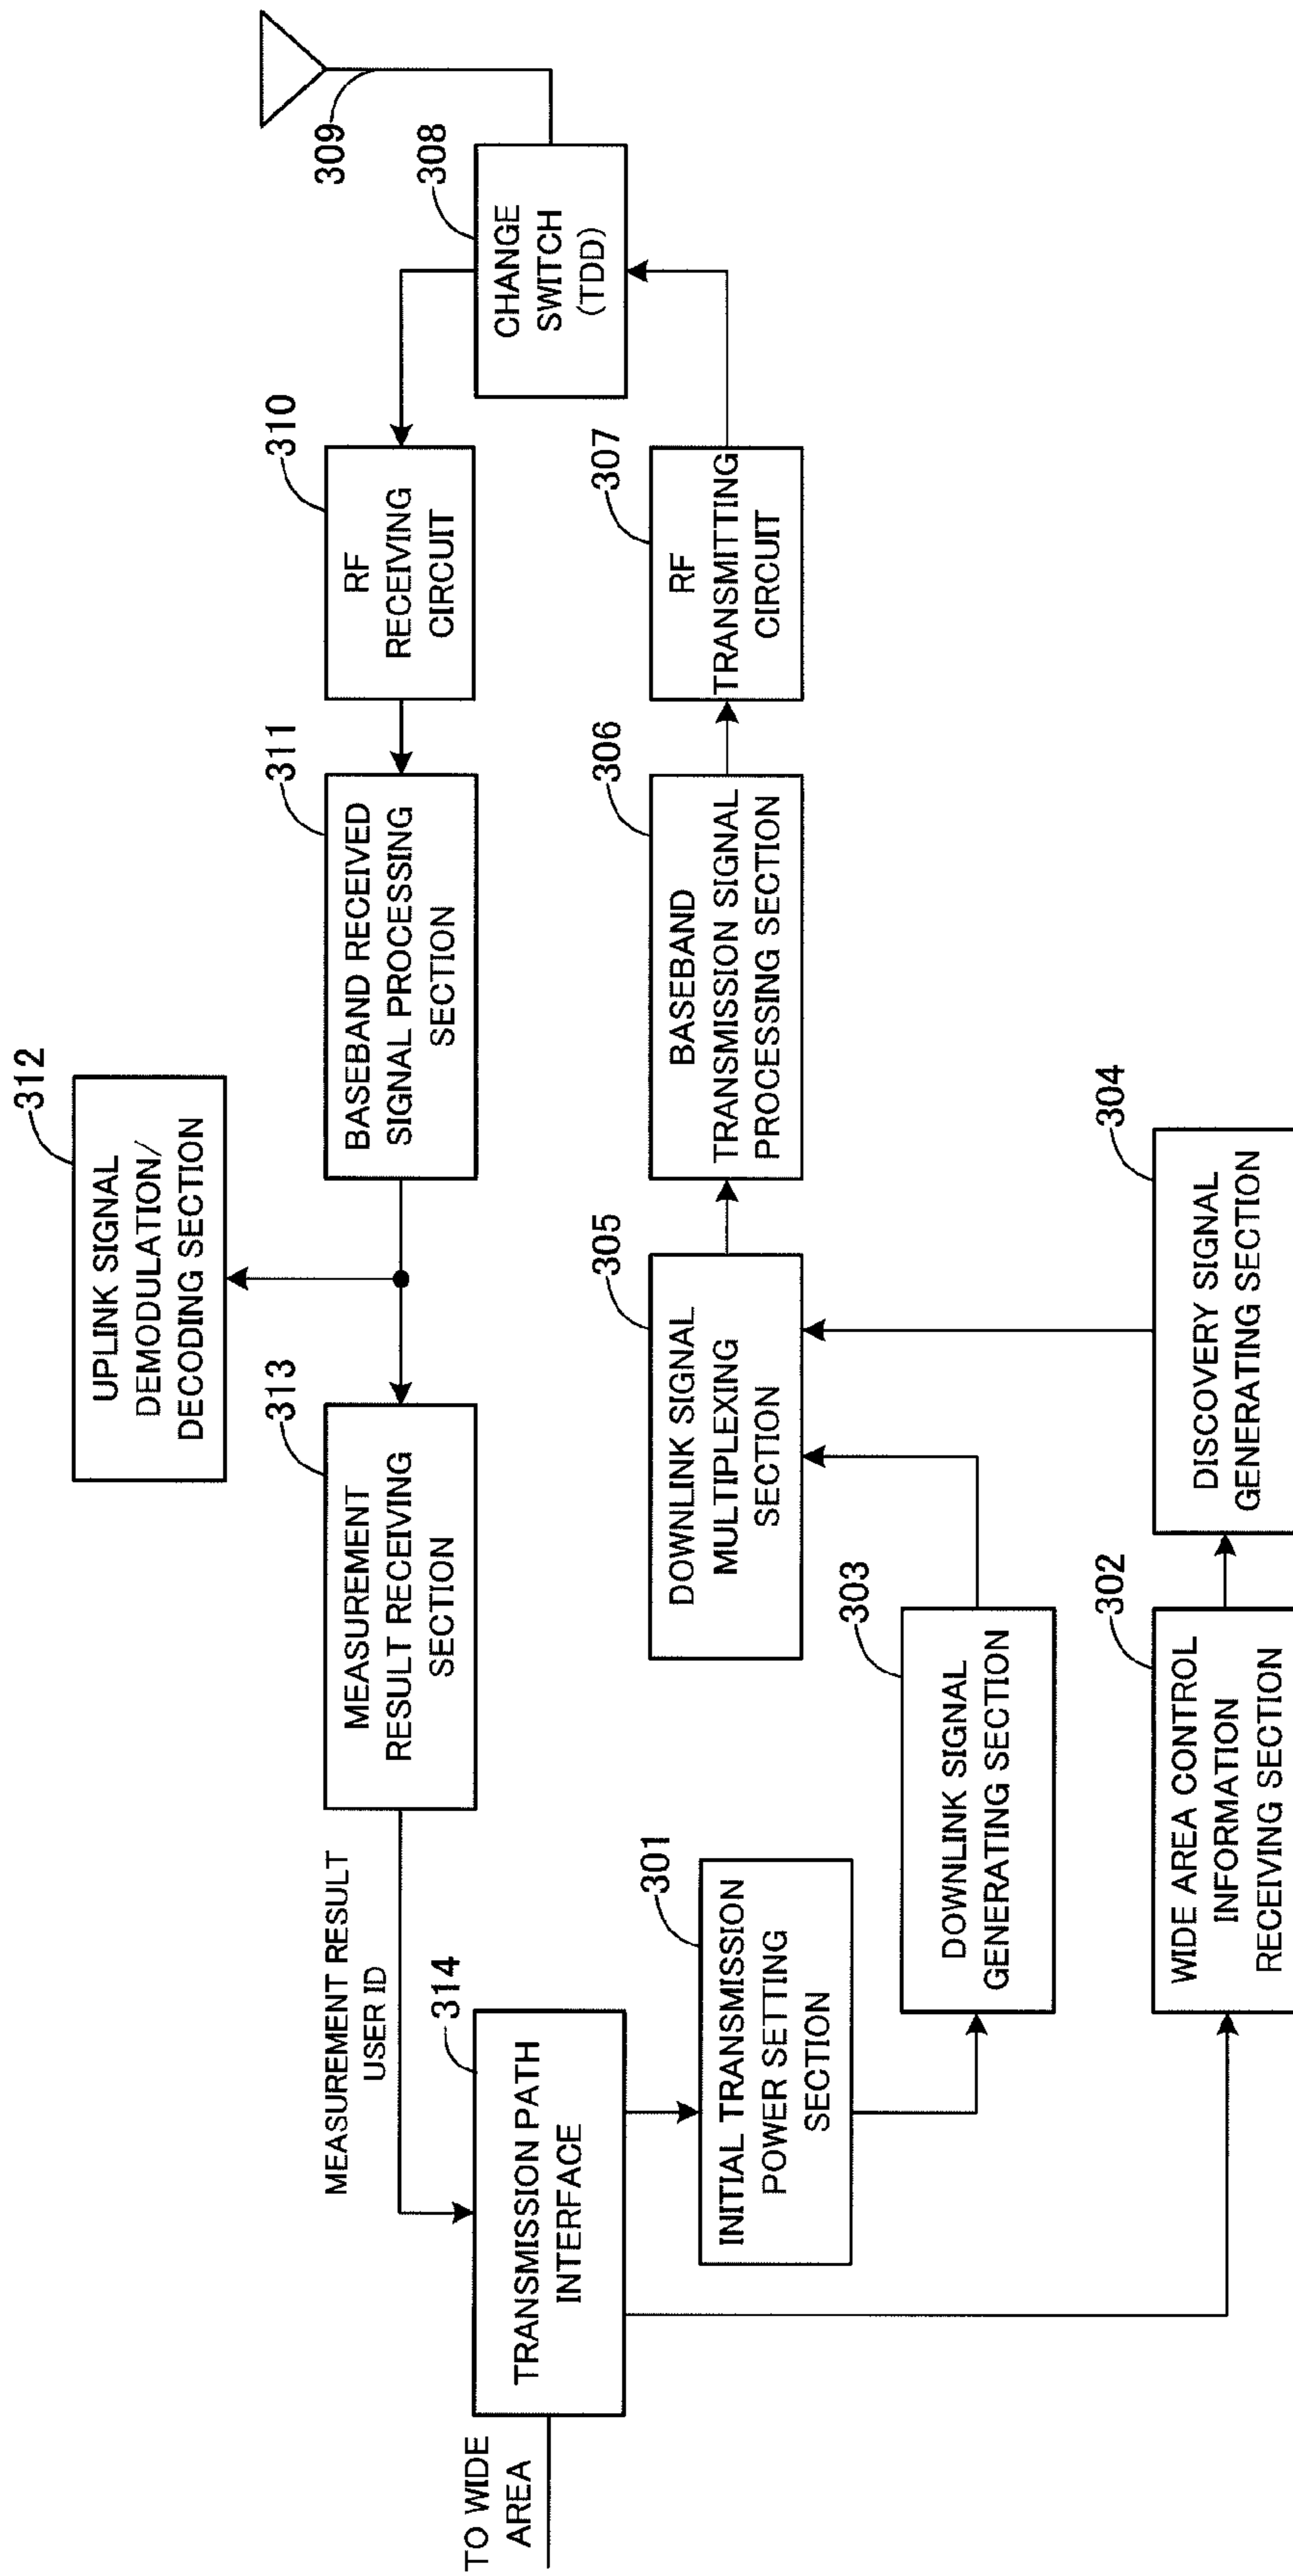 309
308
CHANGE
SWITCH
(TDD)
310
RF
RECEIVING
CIRCUIT
307
RF
TRANSMITTING
CIRCUIT
311
BASEBAND RECEIVED
SIGNAL PROCESSING
SECTION
306
BASEBAND
TRANSMISSION SIGNAL
PROCESSING SECTION
312
UPLINK SIGNAL
DEMODULATION/
DECODING SECTION
313
MEASUREMENT
RESULT RECEIVING
SECTION
305
DOWNLINK SIGNAL
MULTIPLEXING
SECTION
304
DISCOVERY SIGNAL
GENERATING SECTION
MEASUREMENT RESULT
USER ID
314
TRANSMISSION PATH
INTERFACE
301
INITIAL TRANSMISSION
POWER SETTING
SECTION
303
DOWNLINK SIGNAL
GENERATING SECTION
302
WIDE AREA CONTROL
INFORMATION
RECEIVING SECTION
TO WIDE
AREA